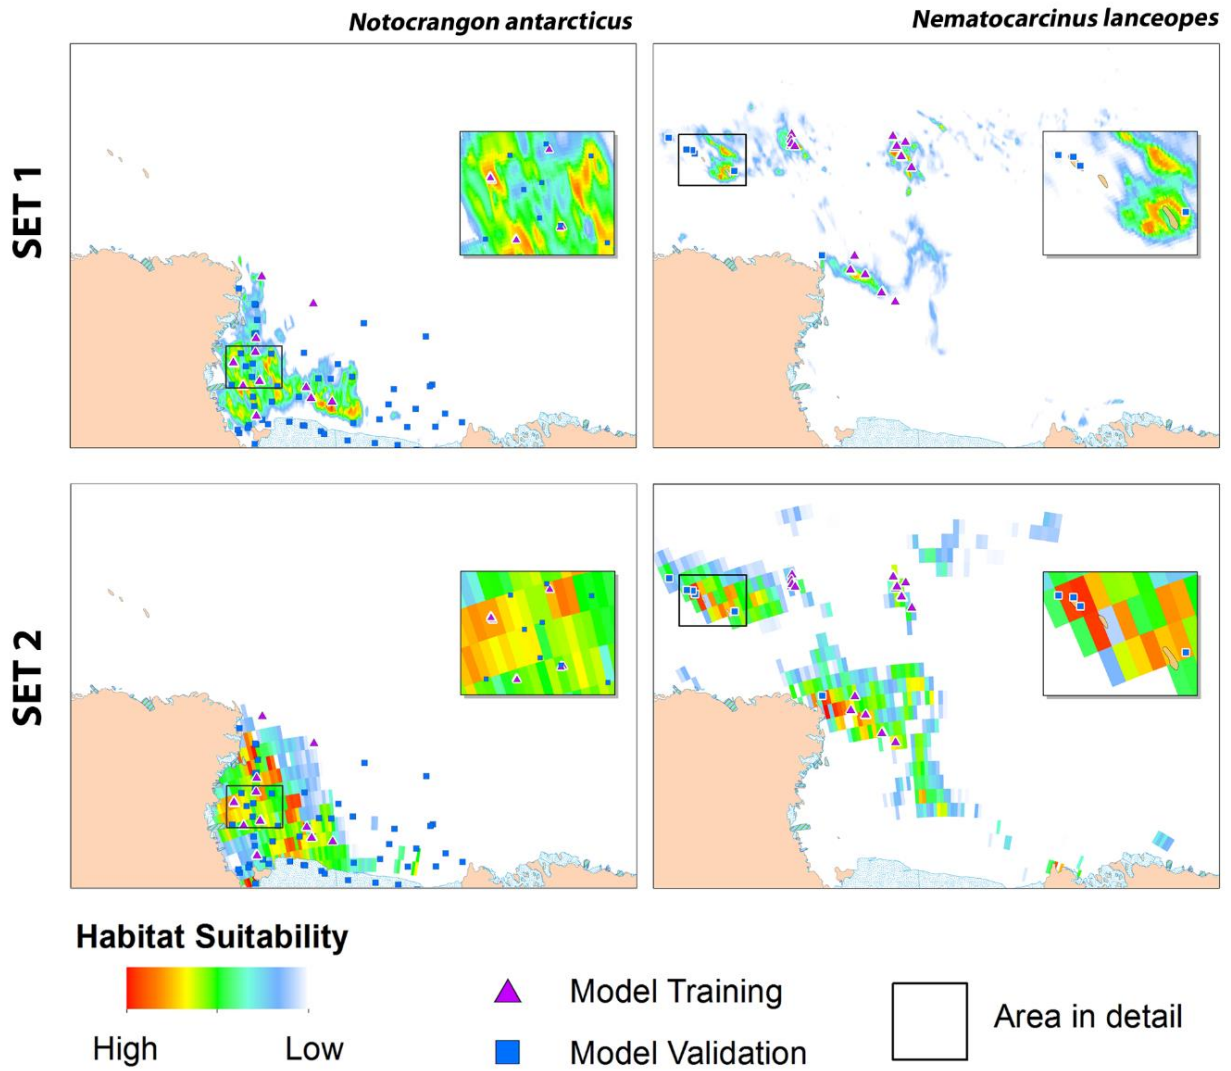 Notocrangon antarcticus
Nematocarcinus lanceopes
SET 1
SET 2
Habitat Suitability
High
Low
Model Training
Model Validation
Area in detail